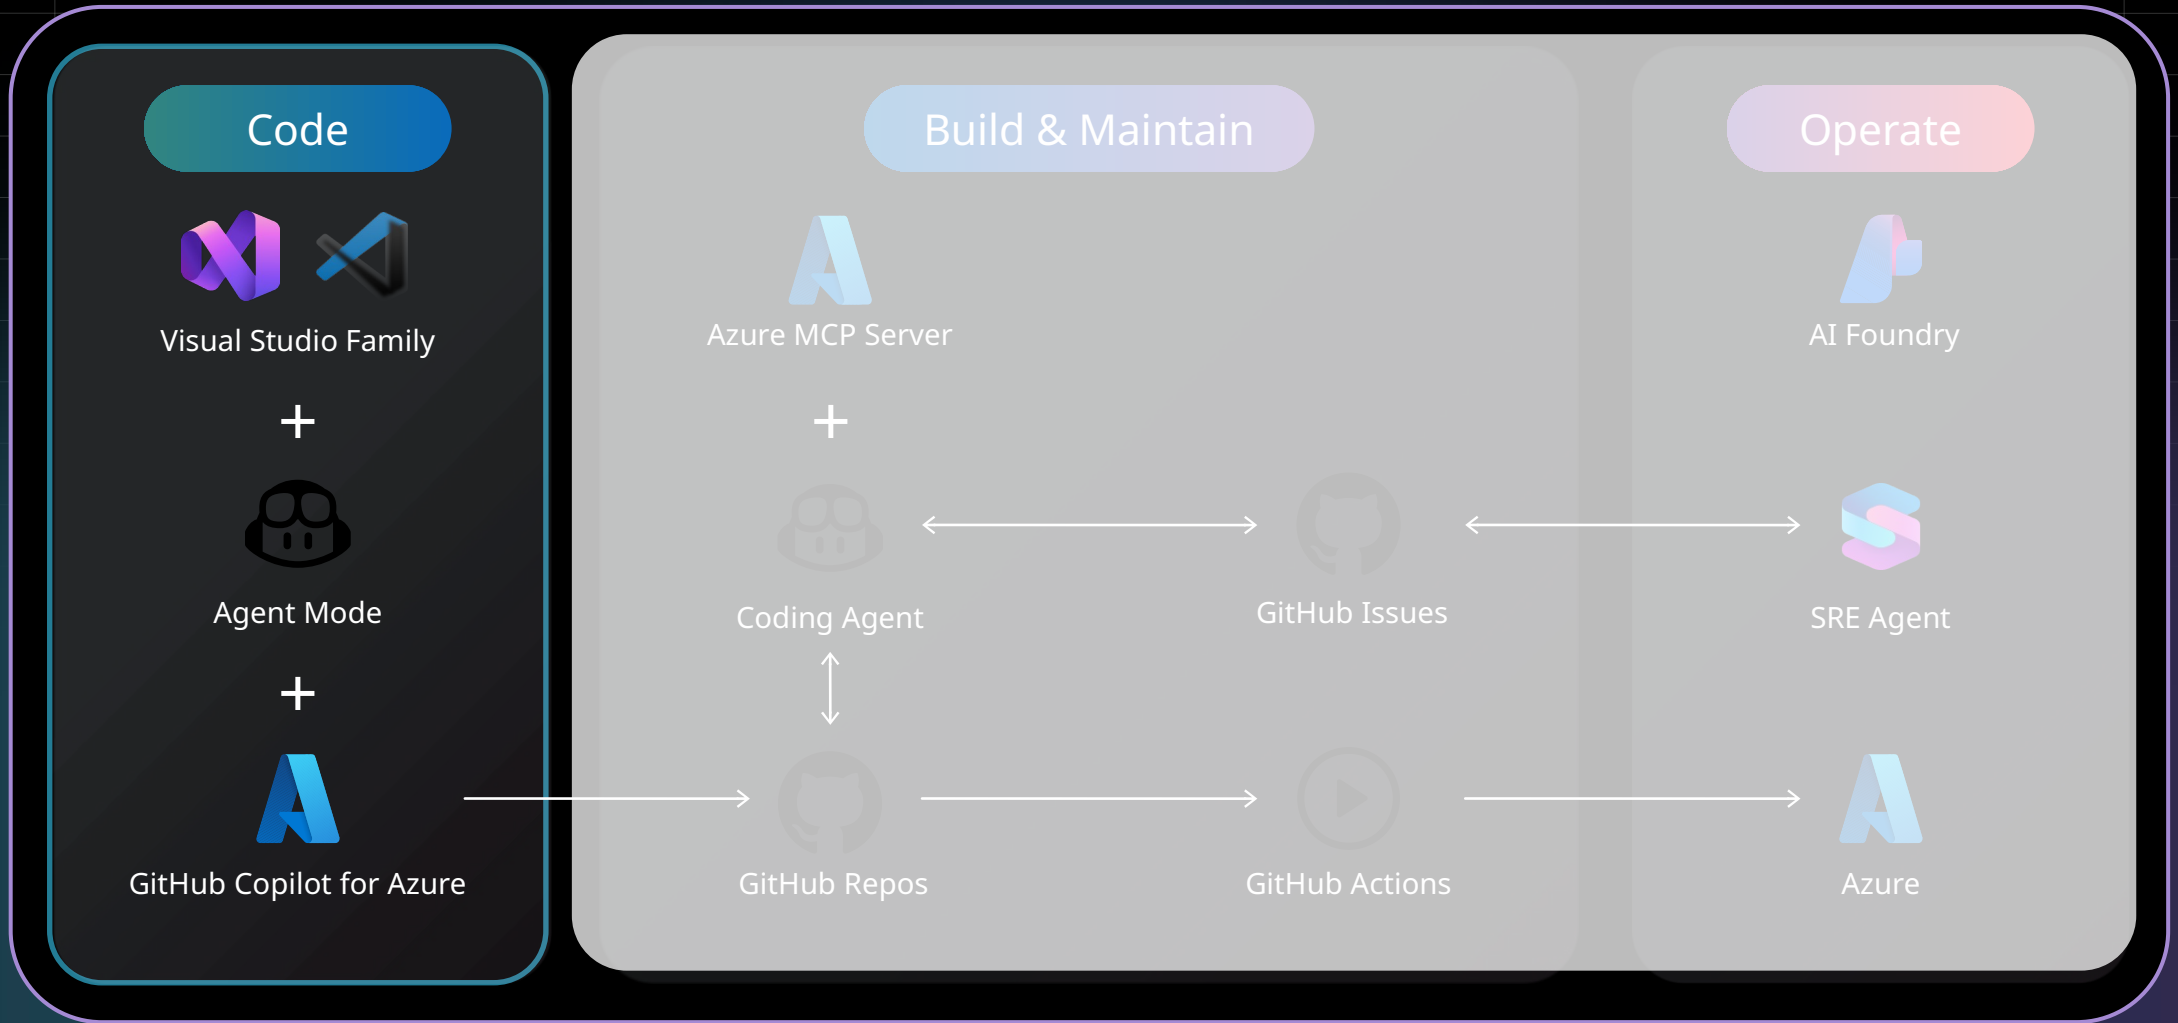 Code
Visual Studio Family
+
Agent Mode
+
GitHub Copilot for Azure
Build & Maintain
Azure MCP Server
+
Coding Agent
GitHub Issues
GitHub Repos
GitHub Actions
Operate
AI Foundry
SRE Agent
Azure